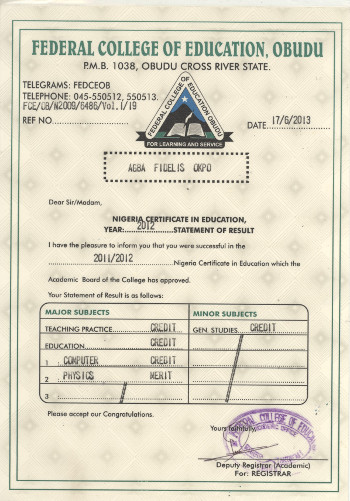 FEDERAL COLLEGE OF EDUCATION, OBUDU
P.M.B. 1038, OBUDU CROSS RIVER STATE.
TELEGRAMS: FEDCEOB
TELEPHONE: 045-550512, 550513.
FCE/OB/N2009/6486/Vol.I/19
REF NO.
FEDERAL COLLEGE OF EDUCATION OBUDU
FOR LEARNING AND SERVICE
DATE 17/6/2013
AGBA FIDELIS OKPO
Dear Sir/Madam,
NIGERIA CERTIFICATE IN EDUCATION,
YEAR: 2012 STATEMENT OF RESULT
I have the pleasure to inform you that you were successful in the
2011/2012 Nigeria Certificate in Education which the
Academic Board of the College has approved.
Your Statement of Result is as follows:
MAJOR SUBJECTS MINOR SUBJECTS
TEACHING PRACTICE CREDIT GEN. STUDIES CREDIT
EDUCATION CREDIT
1 COMPUTER CREDIT
2 PHYSICS MERIT
3
Please accept our Congratulations.
Yours faithfully,
Deputy Registrar (Academic)
For: REGISTRAR